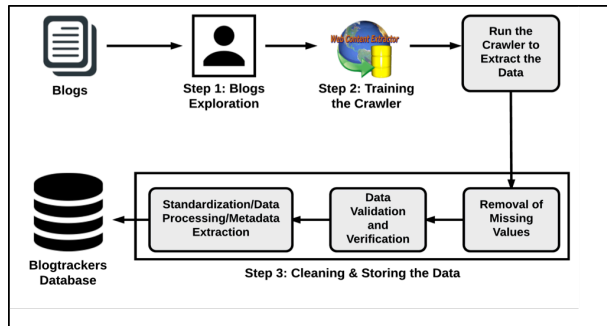 Run the
Crawler to
Extract the
Data
Web Content Extractor
Blogs
Step 1: Blogs
Exploration
Step 2: Training
the Crawler
Standardization/Data
Processing/Metadata
Extraction
Data
Validation
and
Verification
Removal of
Missing
Values
Blogtrackers
Database
Step 3: Cleaning & Storing the Data